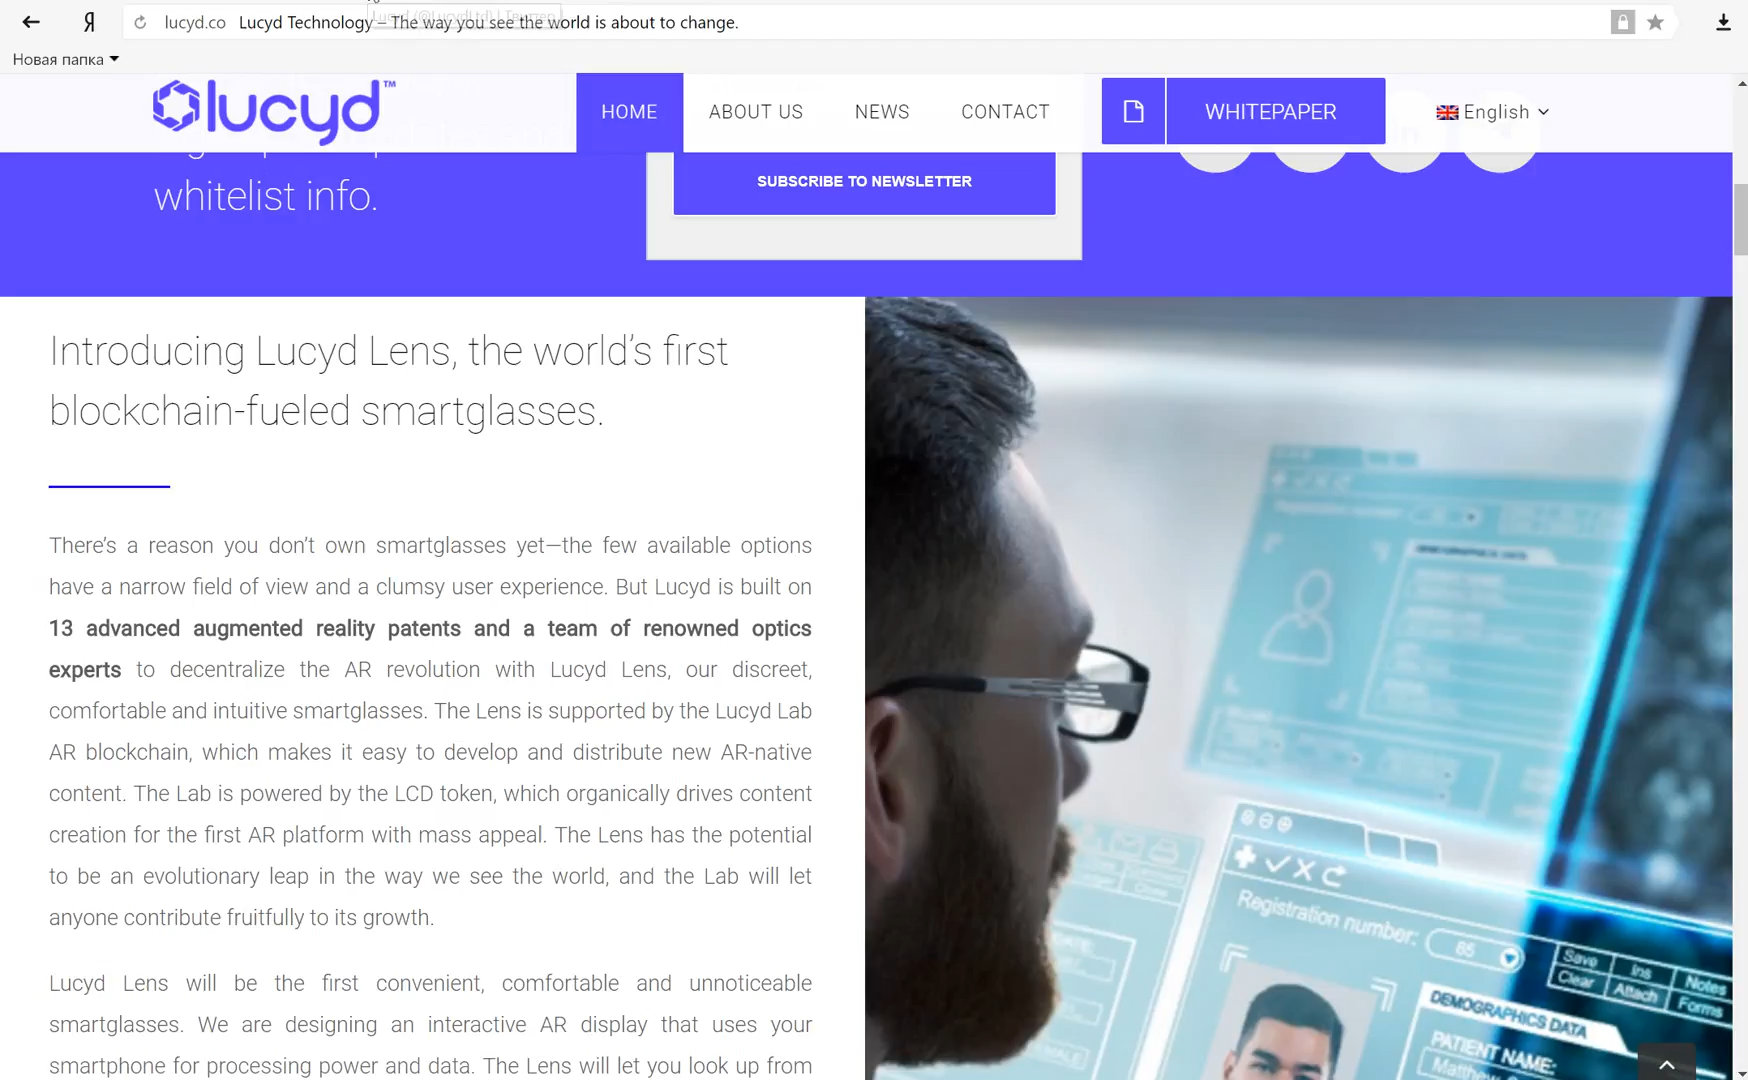 Я
lucyd.co Lucyd Technology – The way you see the world is about to change.
Новая папка
lucyd™
HOME
ABOUT US
NEWS
CONTACT
WHITEPAPER
English
whitelist info.
SUBSCRIBE TO NEWSLETTER
Introducing Lucyd Lens, the world's first
blockchain-fueled smartglasses.
There's a reason you don't own smartglasses yet—the few available options
have a narrow field of view and a clumsy user experience. But Lucyd is built on
13 advanced augmented reality patents and a team of renowned optics
experts to decentralize the AR revolution with Lucyd Lens, our discreet,
comfortable and intuitive smartglasses. The Lens is supported by the Lucyd Lab
AR blockchain, which makes it easy to develop and distribute new AR-native
content. The Lab is powered by the LCD token, which organically drives content
creation for the first AR platform with mass appeal. The Lens has the potential
to be an evolutionary leap in the way we see the world, and the Lab will let
anyone contribute fruitfully to its growth.
Lucyd Lens will be the first convenient, comfortable and unnoticeable
smartglasses. We are designing an interactive AR display that uses your
smartphone for processing power and data. The Lens will let you look up from
Registration number: 85
Save Ins Notes
Clear Attach Forms
DEMOGRAPHICS DATA
PATIENT NAME: